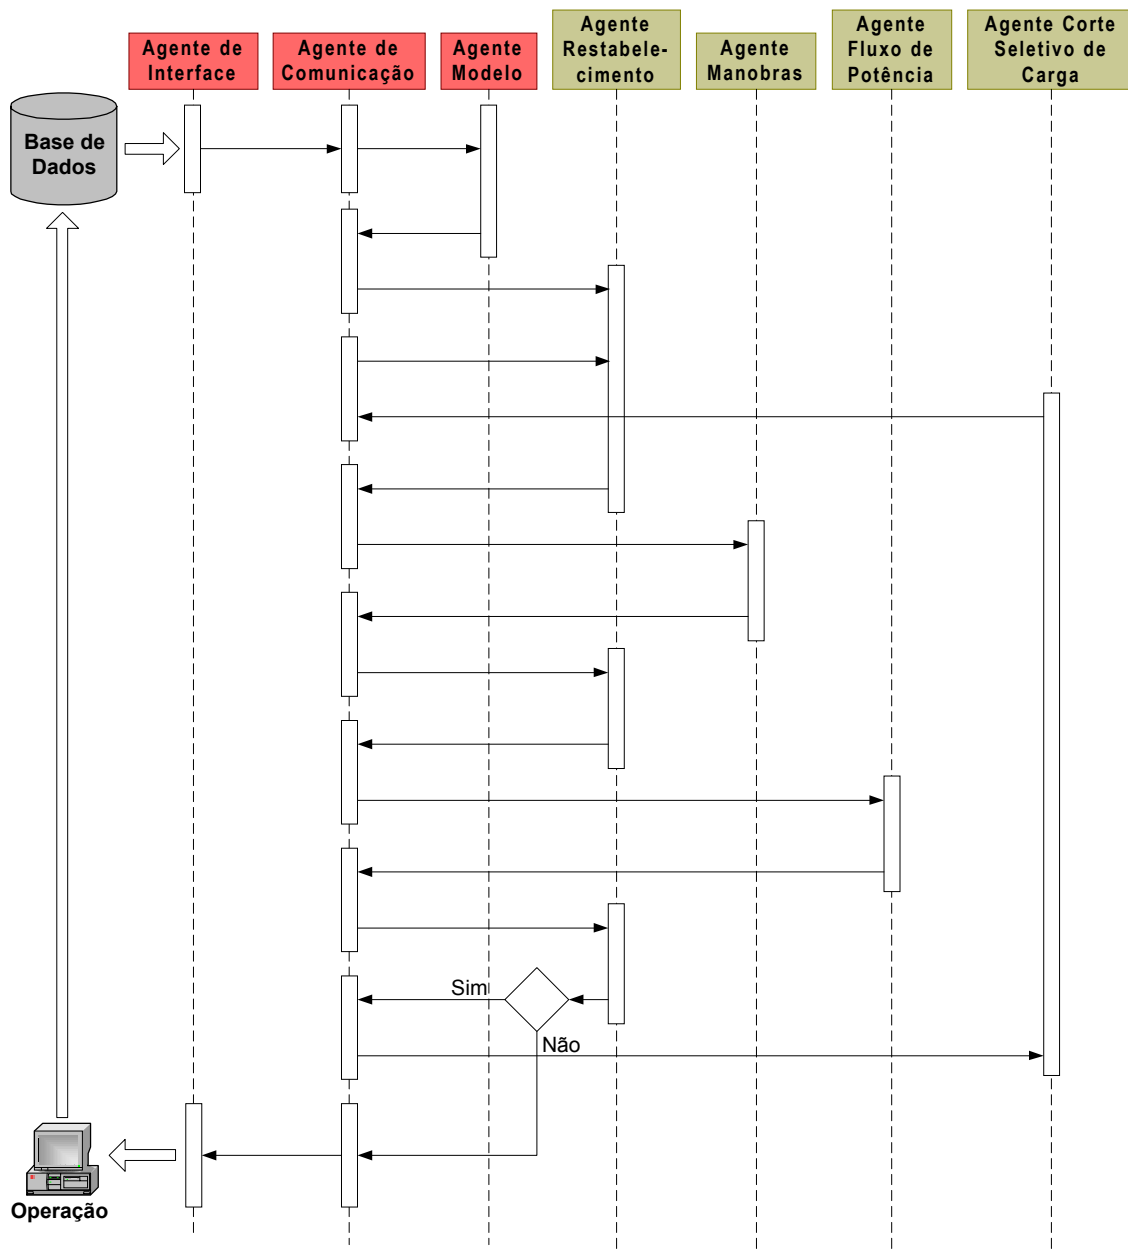 Agente de
Interface
Agente de
Comunicação
Agente
Modelo
Agente
Restabele-
cimento
Agente
Manobras
Agente
Fluxo de
Potência
Agente Corte
Seletivo de
Carga
Base de
Dados
Sim
Não
Operação